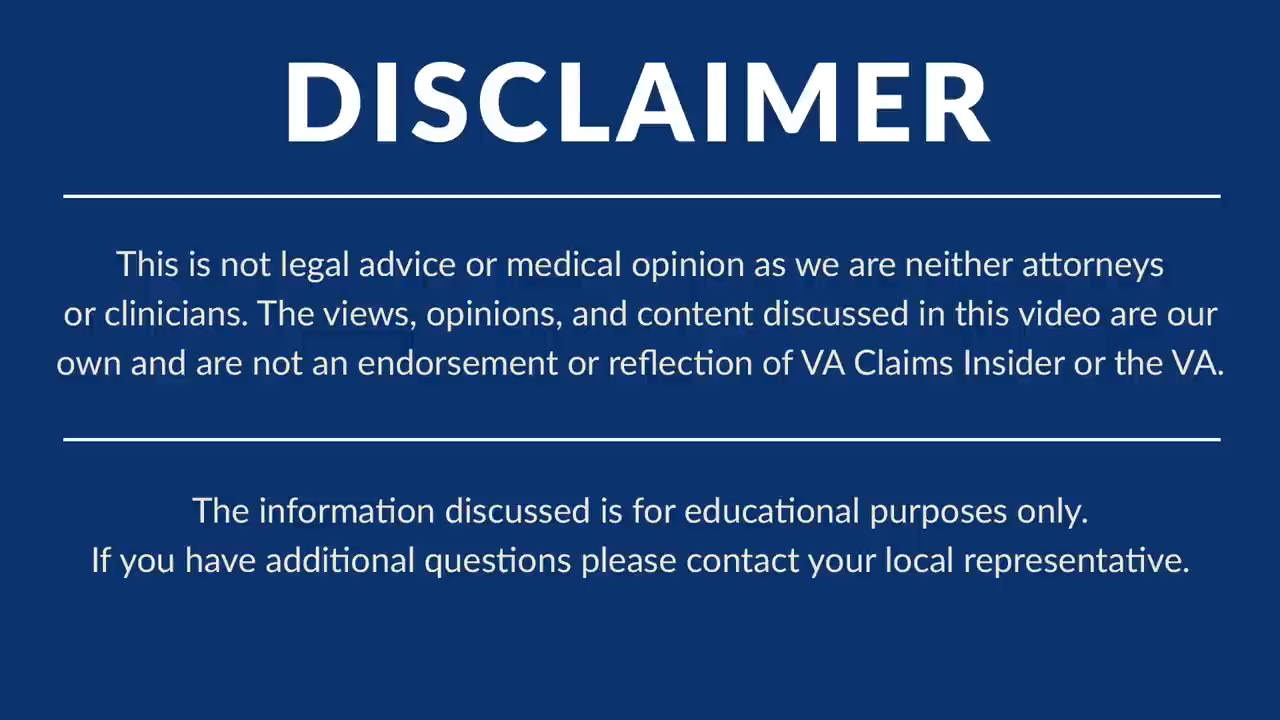 DISCLAIMER
This is not legal advice or medical opinion as we are neither attorneys
or clinicians. The views, opinions, and content discussed in this video are our
own and are not an endorsement or reflection of VA Claims Insider or the VA.
The information discussed is for educational purposes only.
If you have additional questions please contact your local representative.